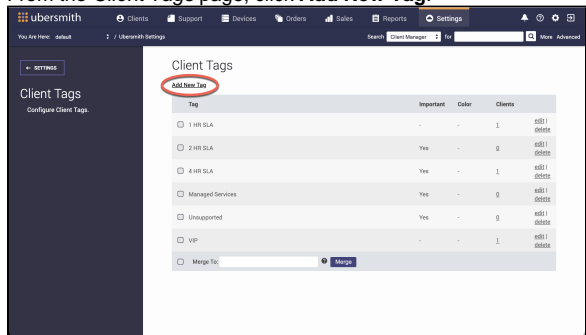 From the Client Tags page, click Add New Tag.
ubersmith Clients Support Devices Orders Sales Reports Settings
You Are Here: default / Ubersmith Settings Search Client Manager for Q More Advanced
← SETTINGS
Client Tags
Configure Client Tags.
Client Tags
Add New Tag
Tag Important Color Clients
1 HR SLA - - 1 edit | delete
2 HR SLA Yes - 0 edit | delete
4 HR SLA Yes - 1 edit | delete
Managed Services Yes - 0 edit | delete
Unsupported Yes - 0 edit | delete
VIP - - 1 edit | delete
Merge To: Merge